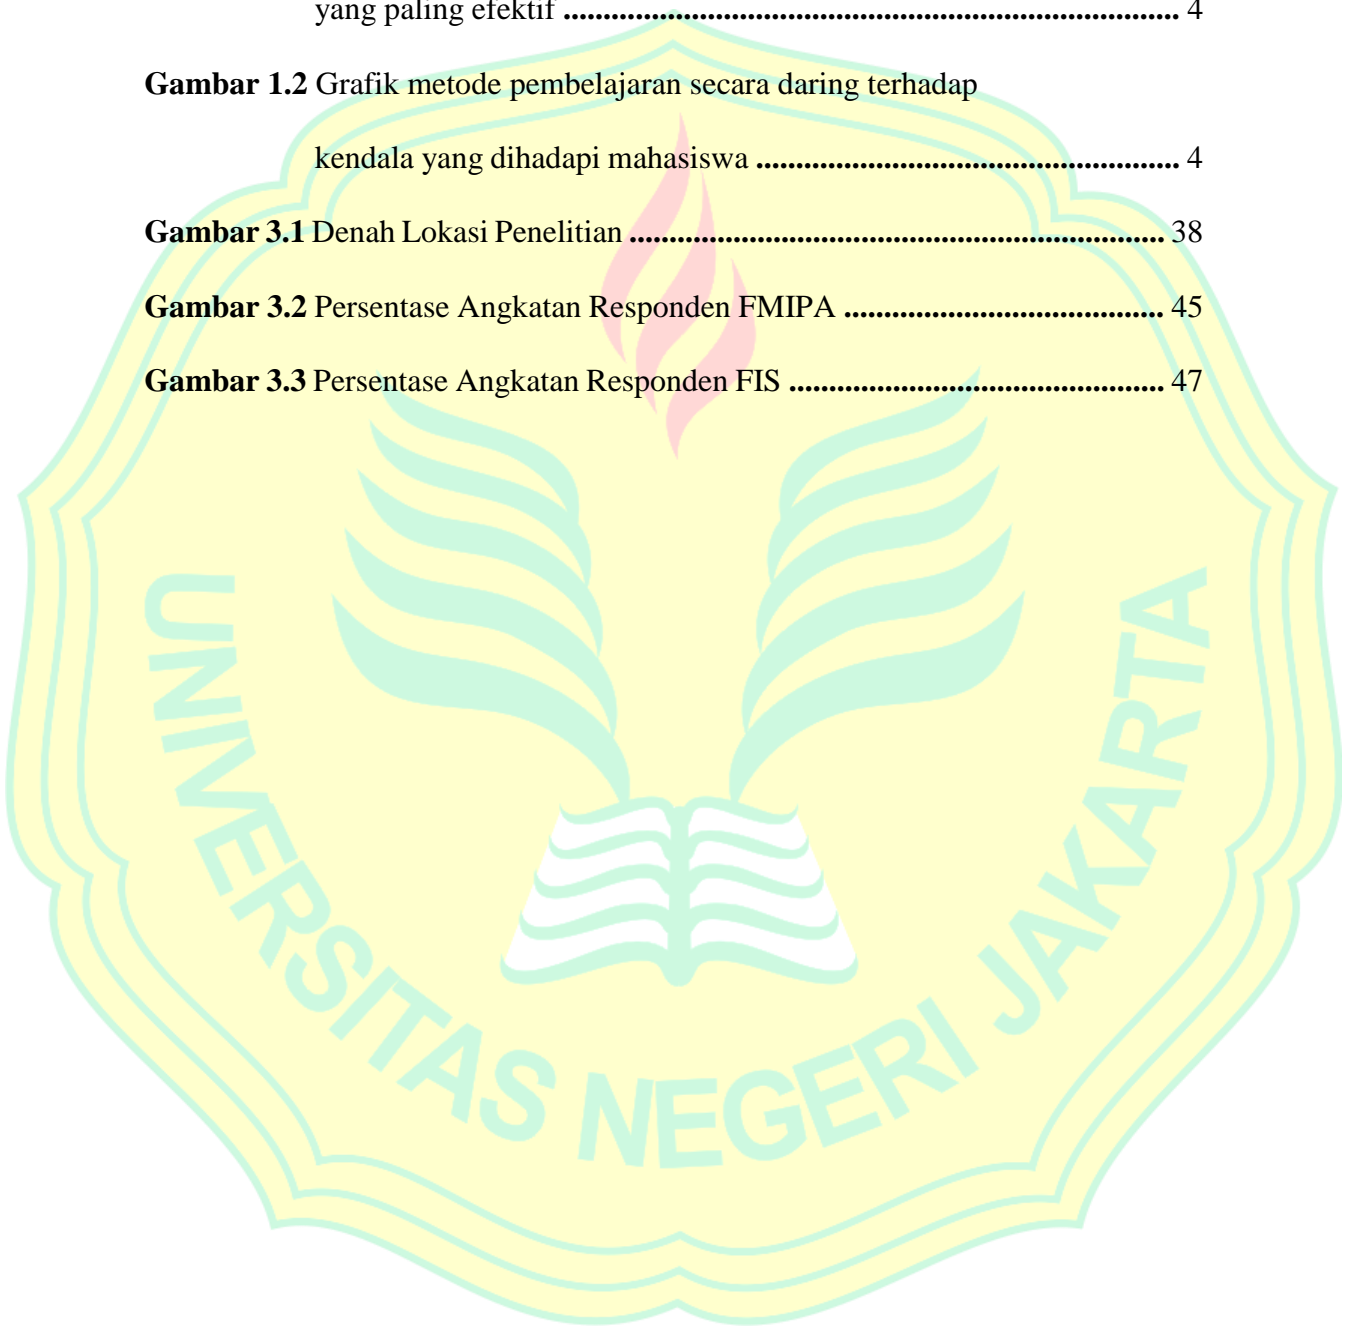 yang paling efektif ............................................................................. 4
Gambar 1.2 Grafik metode pembelajaran secara daring terhadap
kendala yang dihadapi mahasiswa ..................................................... 4
Gambar 3.1 Denah Lokasi Penelitian ................................................................... 38
Gambar 3.2 Persentase Angkatan Responden FMIPA ........................................ 45
Gambar 3.3 Persentase Angkatan Responden FIS ............................................... 47
UNIVERSITAS NEGERI JAKARTA